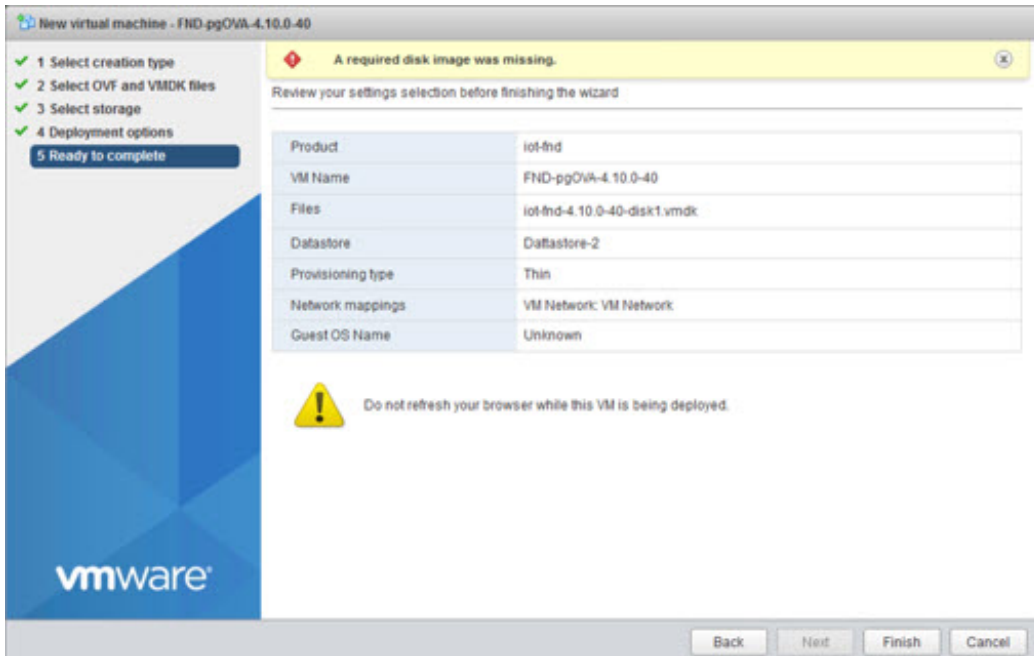 New virtual machine - FND-pgOVA-4.10.0-40
1 Select creation type
2 Select OVF and VMDK files
3 Select storage
4 Deployment options
5 Ready to complete
A required disk image was missing.
Review your settings selection before finishing the wizard
Product iot-fnd
VM Name FND-pgOVA-4.10.0-40
Files iot-fnd-4.10.0-40-disk1.vmdk
Datastore Dattastore-2
Provisioning type Thin
Network mappings VM Network: VM Network
Guest OS Name Unknown
Do not refresh your browser while this VM is being deployed.
vmware
Back Next Finish Cancel